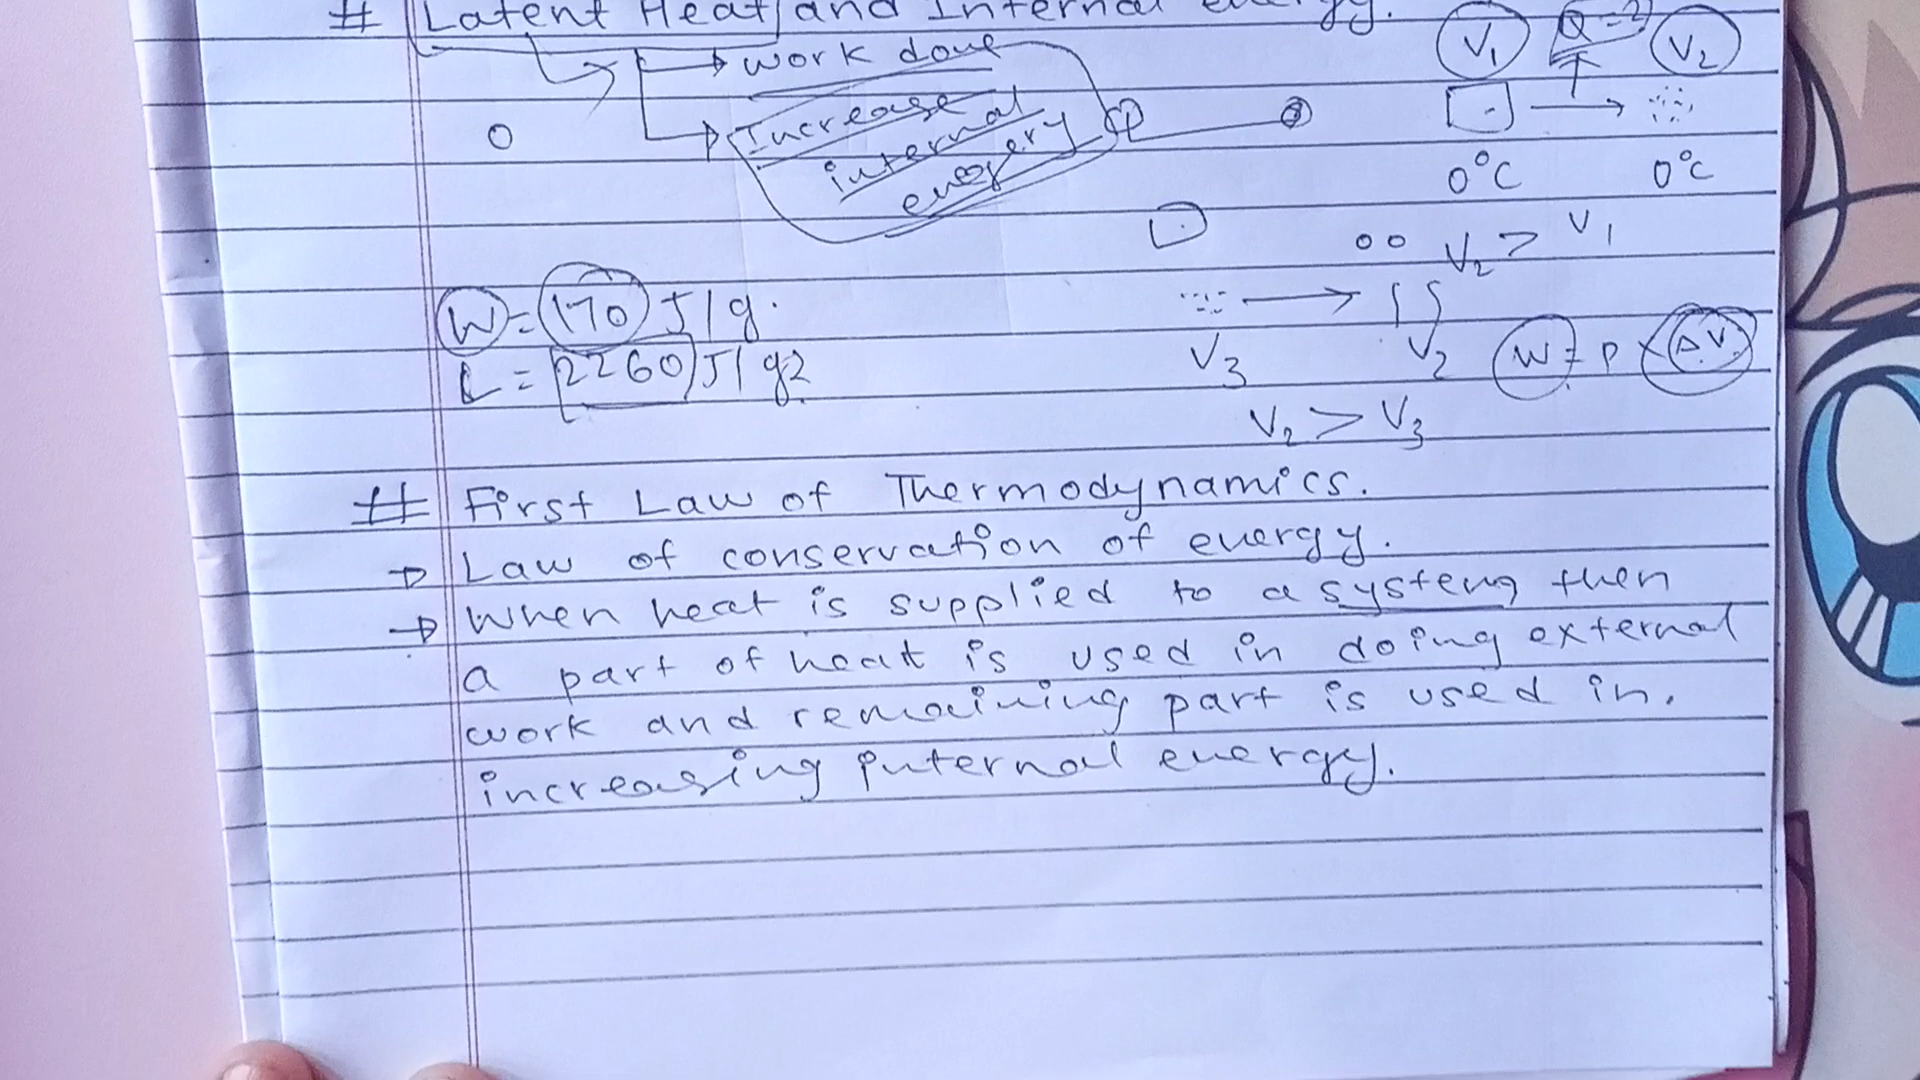 # Latent Heat and Internal energy.
V1 Q = ? V2
work done
Increase
internal
energery
0°C 0°C
V2 > V1
W = 170 J/g.
L = 2260 J/g2
V3 V2 W = P × ΔV
V2 > V3
# First Law of Thermodynamics.
→ Law of conservation of energy.
→ When heat is supplied to a system then
a part of heat is used in doing external
work and remaining part is used in.
increasing internal energy.